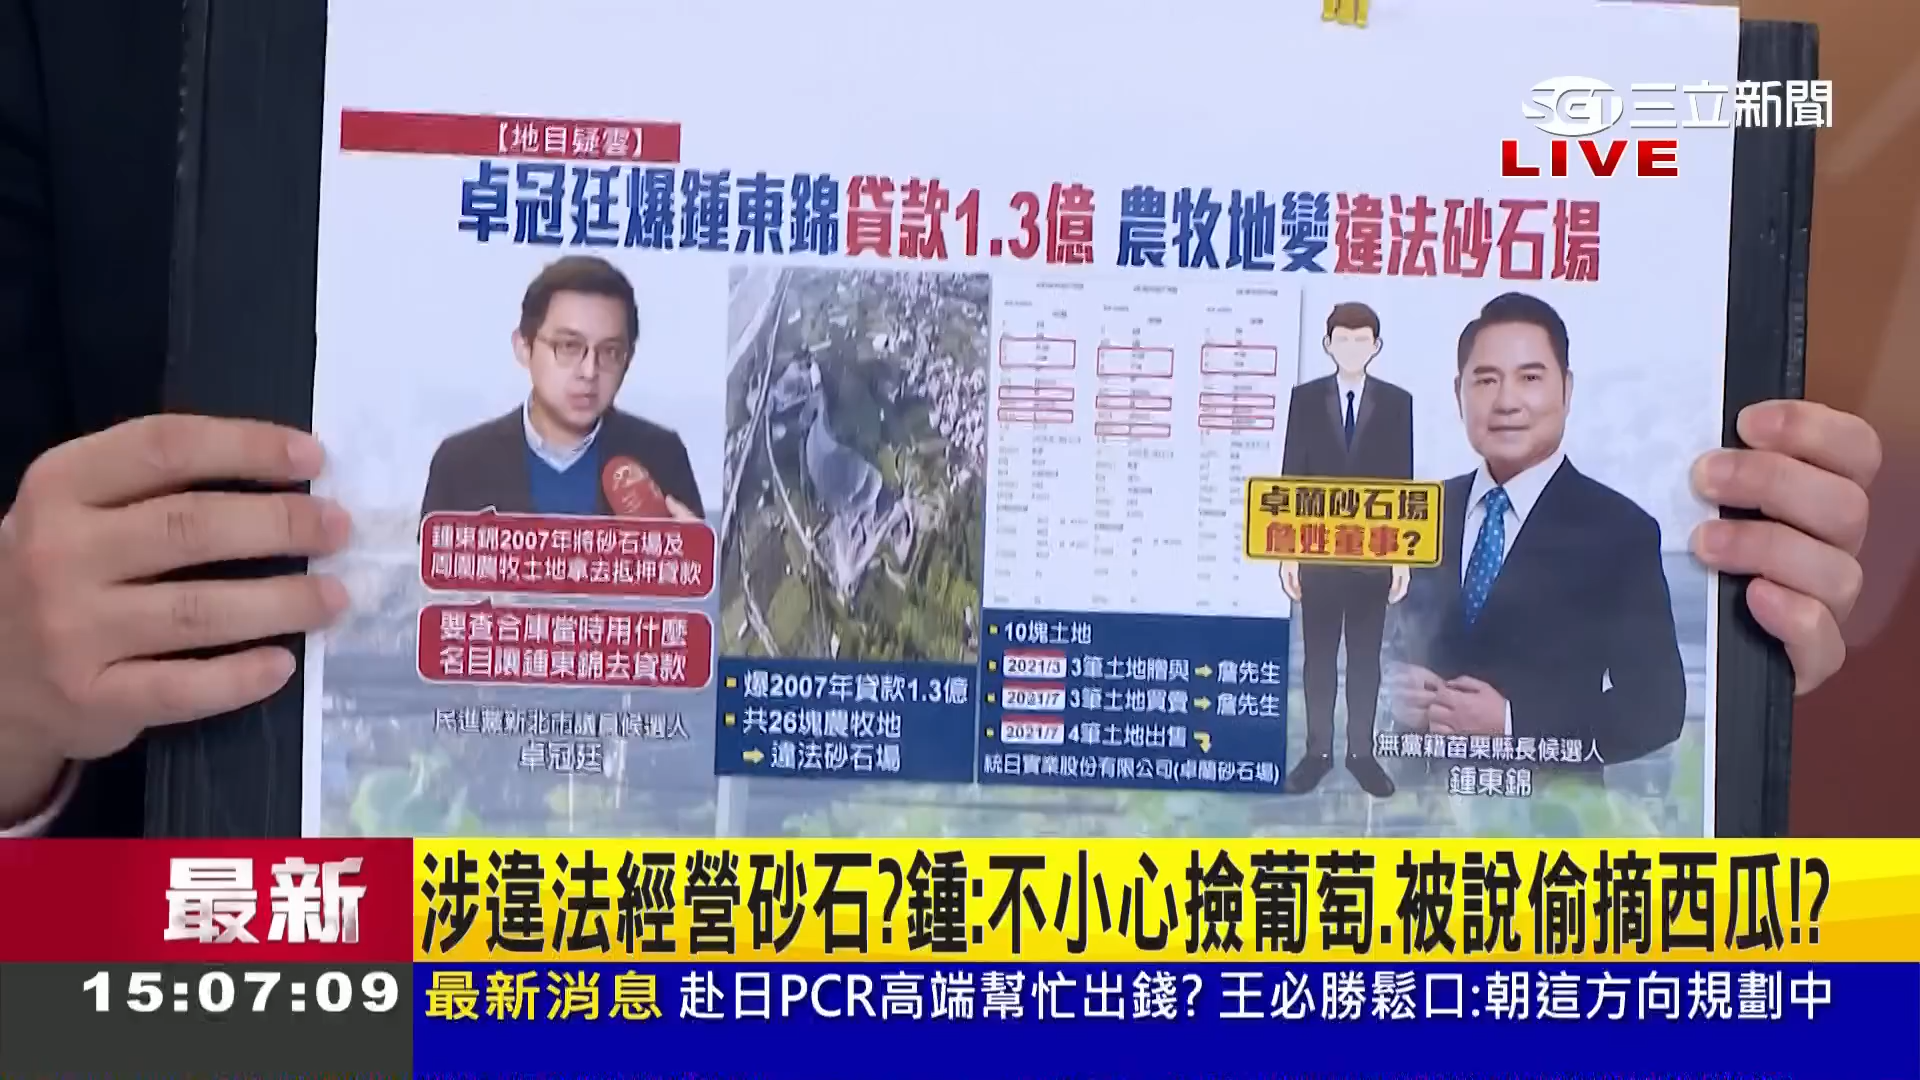 SET三立新聞
LIVE
【地目疑雲】
卓冠廷爆鍾東錦貸款1.3億 農牧地變違法砂石場
鍾東錦2007年將砂石場及
周圍農牧土地拿去抵押貸款
要查合庫當時用什麼
名目讓鍾東錦去貸款
民進黨新北市議員候選人
卓冠廷
爆2007年貸款1.3億
共26塊農牧地
違法砂石場
10塊土地
2021/3 3筆土地贈與 詹先生
2021/7 3筆土地買賣 詹先生
2021/7 4筆土地出售
統日實業股份有限公司(卓蘭砂石場)
卓蘭砂石場
詹姓董事?
無黨籍苗栗縣長候選人
鍾東錦
最新 涉違法經營砂石?鍾:不小心撿葡萄.被說偷摘西瓜!?
15:07:09 最新消息 赴日PCR高端幫忙出錢? 王必勝鬆口:朝這方向規劃中